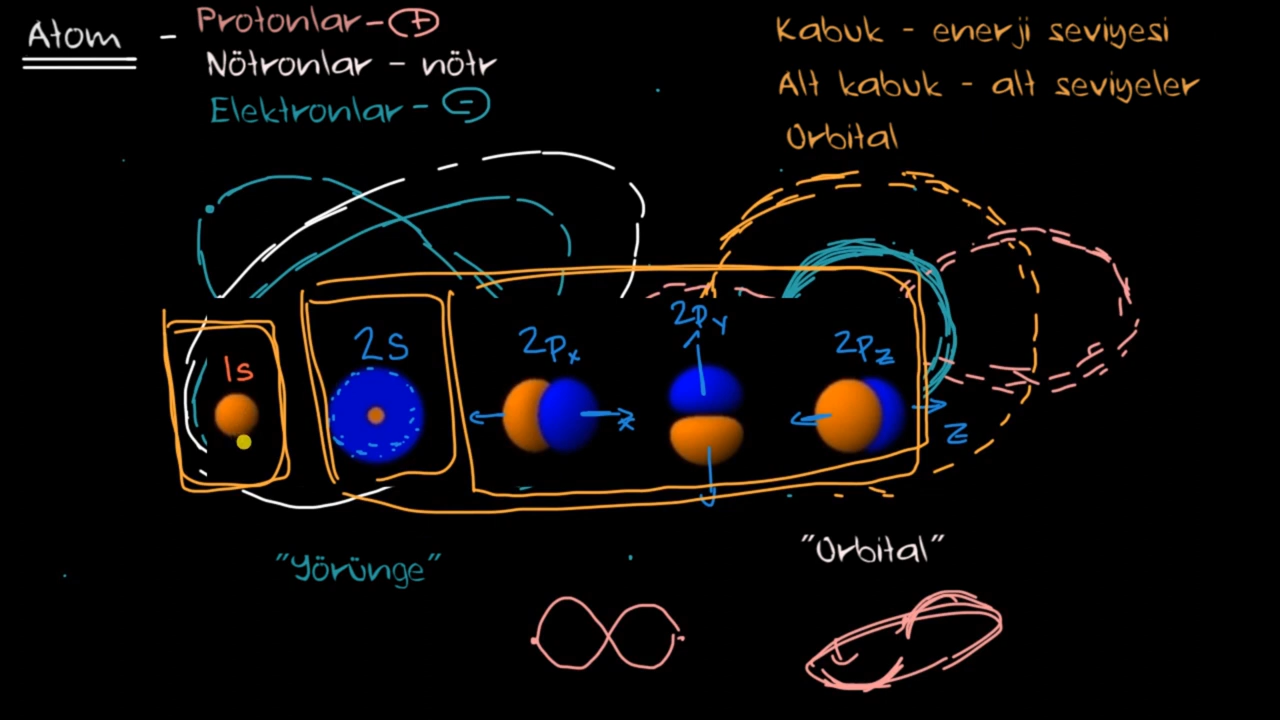 Atom - Protonlar - +
Nötronlar - nötr
Elektronlar - -
Kabuk - enerji seviyesi
Alt kabuk - alt seviyeler
Orbital
1s
2s
2px
2py
2pz
x
z
"Yörünge"
"Orbital"